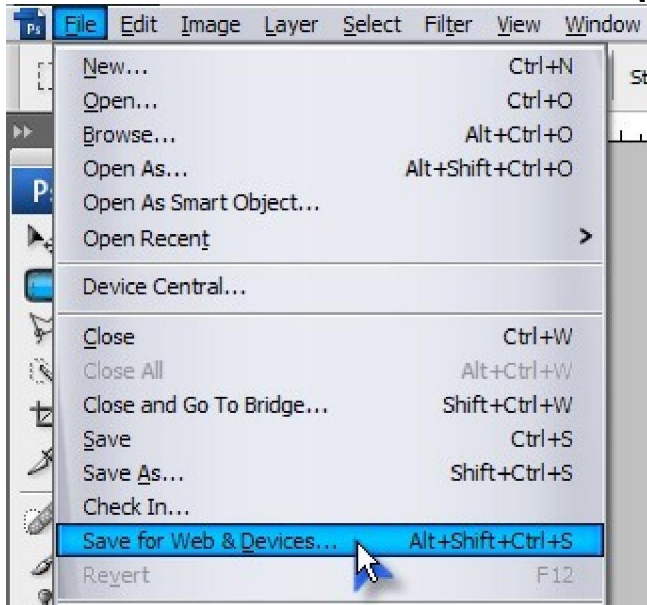 Ps File Edit Image Layer Select Filter View Window
New... Ctrl+N
St
Open... Ctrl+O
Browse... Alt+Ctrl+O
Open As... Alt+Shift+Ctrl+O
Ps
Open As Smart Object...
Open Recent >
Device Central...
Close Ctrl+W
Close All Alt+Ctrl+W
Close and Go To Bridge... Shift+Ctrl+W
Save Ctrl+S
Save As... Shift+Ctrl+S
Check In...
Save for Web & Devices... Alt+Shift+Ctrl+S
Revert F12